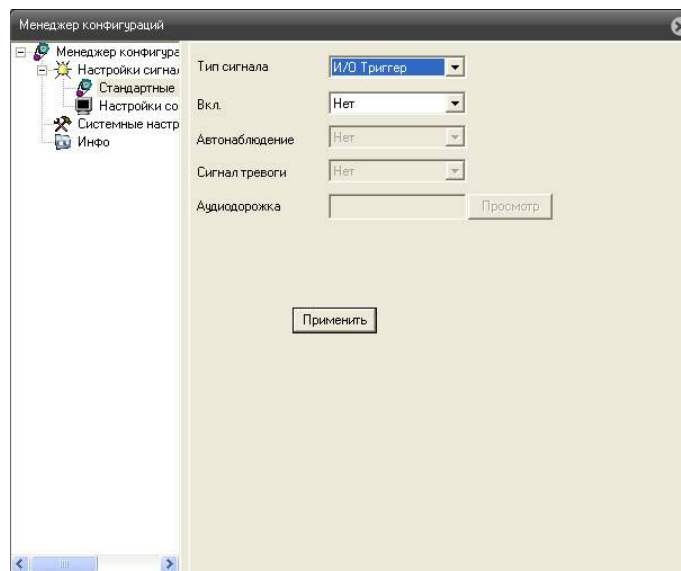 Менеджер конфигураций
Менеджер конфигура
Настройки сигнал
Стандартные
Настройки со
Системные настр
Инфо
Тип сигнала
И/О Триггер
Вкл.
Нет
Автонаблюдение
Нет
Сигнал тревоги
Нет
Аудиодорожка
Просмотр
Применить